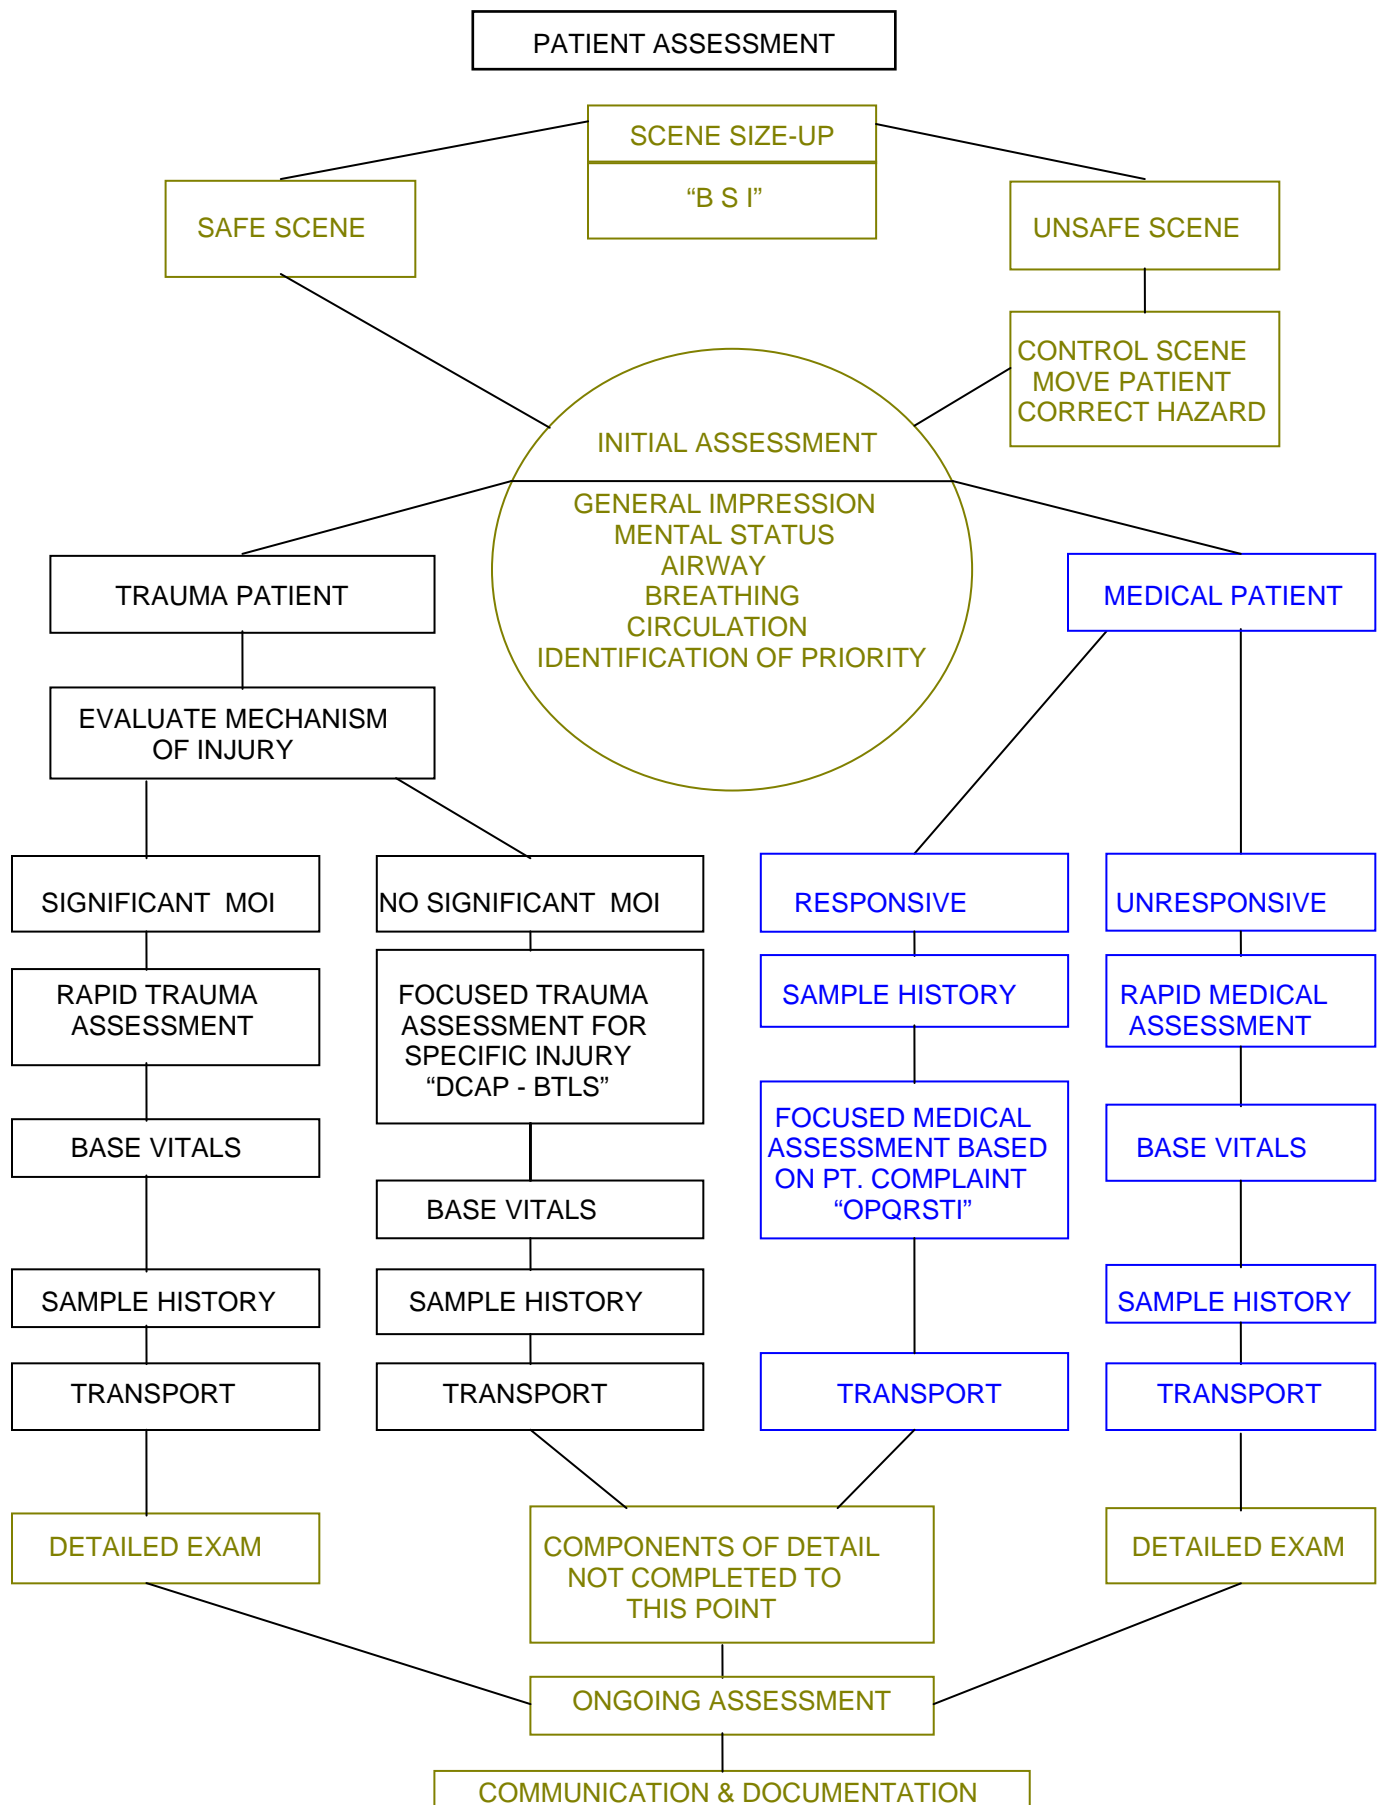 PATIENT ASSESSMENT
SCENE SIZE-UP
“B S I”
SAFE SCENE
UNSAFE SCENE
CONTROL SCENE
MOVE PATIENT
CORRECT HAZARD
INITIAL ASSESSMENT
GENERAL IMPRESSION
MENTAL STATUS
AIRWAY
BREATHING
CIRCULATION
IDENTIFICATION OF PRIORITY
TRAUMA PATIENT
MEDICAL PATIENT
EVALUATE MECHANISM
OF INJURY
SIGNIFICANT MOI
RAPID TRAUMA
ASSESSMENT
BASE VITALS
SAMPLE HISTORY
TRANSPORT
DETAILED EXAM
NO SIGNIFICANT MOI
FOCUSED TRAUMA
ASSESSMENT FOR
SPECIFIC INJURY
“DCAP - BTLS”
BASE VITALS
SAMPLE HISTORY
TRANSPORT
RESPONSIVE
SAMPLE HISTORY
FOCUSED MEDICAL
ASSESSMENT BASED
ON PT. COMPLAINT
“OPQRSTI”
TRANSPORT
UNRESPONSIVE
RAPID MEDICAL
ASSESSMENT
BASE VITALS
SAMPLE HISTORY
TRANSPORT
DETAILED EXAM
COMPONENTS OF DETAIL
NOT COMPLETED TO
THIS POINT
ONGOING ASSESSMENT
COMMUNICATION & DOCUMENTATION